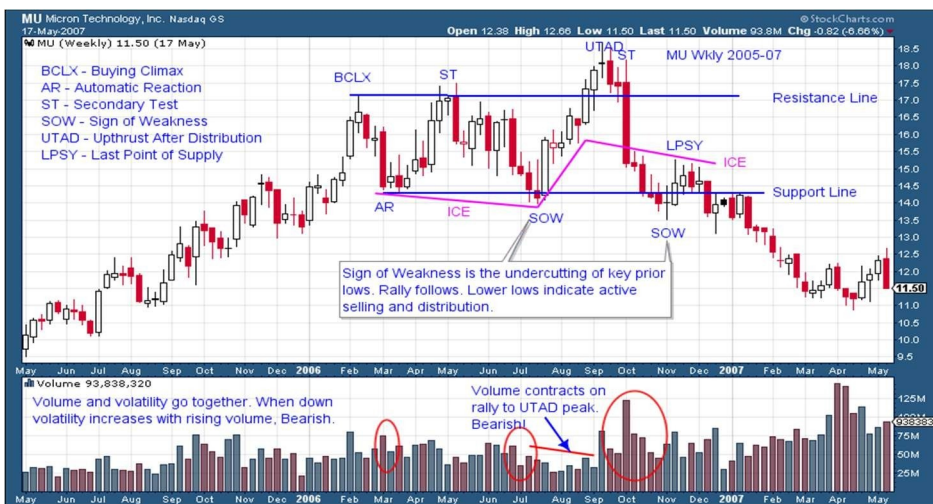 MU Micron Technology, Inc. Nasdaq GS
© StockCharts.com
17-May-2007
Open 12.38 High 12.66 Low 11.50 Last 11.50 Volume 93.8M Chg -0.82 (-6.66%)
MU (Weekly) 11.50 (17 May)
MU Wkly 2005-07
BCLX - Buying Climax
AR - Automatic Reaction
ST - Secondary Test
SOW - Sign of Weakness
UTAD - Upthrust After Distribution
LPSY - Last Point of Supply
BCLX
ST
UTAD
ST
Resistance Line
LPSY
ICE
Support Line
AR
ICE
SOW
SOW
Sign of Weakness is the undercutting of key prior
lows. Rally follows. Lower lows indicate active
selling and distribution.
18.5
18.0
17.5
17.0
16.5
16.0
15.5
15.0
14.5
14.0
13.5
13.0
12.5
12.0
11.50
11.0
10.5
10.0
9.5
May Jun Jul Aug Sep Oct Nov Dec 2006 Feb Mar Apr May Jun Jul Aug Sep Oct Nov Dec 2007 Feb Mar Apr May
Volume 93,838,320
Volume and volatility go together. When down
volatility increases with rising volume, Bearish.
Volume contracts on
rally to UTAD peak.
Bearish!
125M
75M
50M
25M
May Jun Jul Aug Sep Oct Nov Dec 2006 Feb Mar Apr May Jun Jul Aug Sep Oct Nov Dec 2007 Feb Mar Apr May